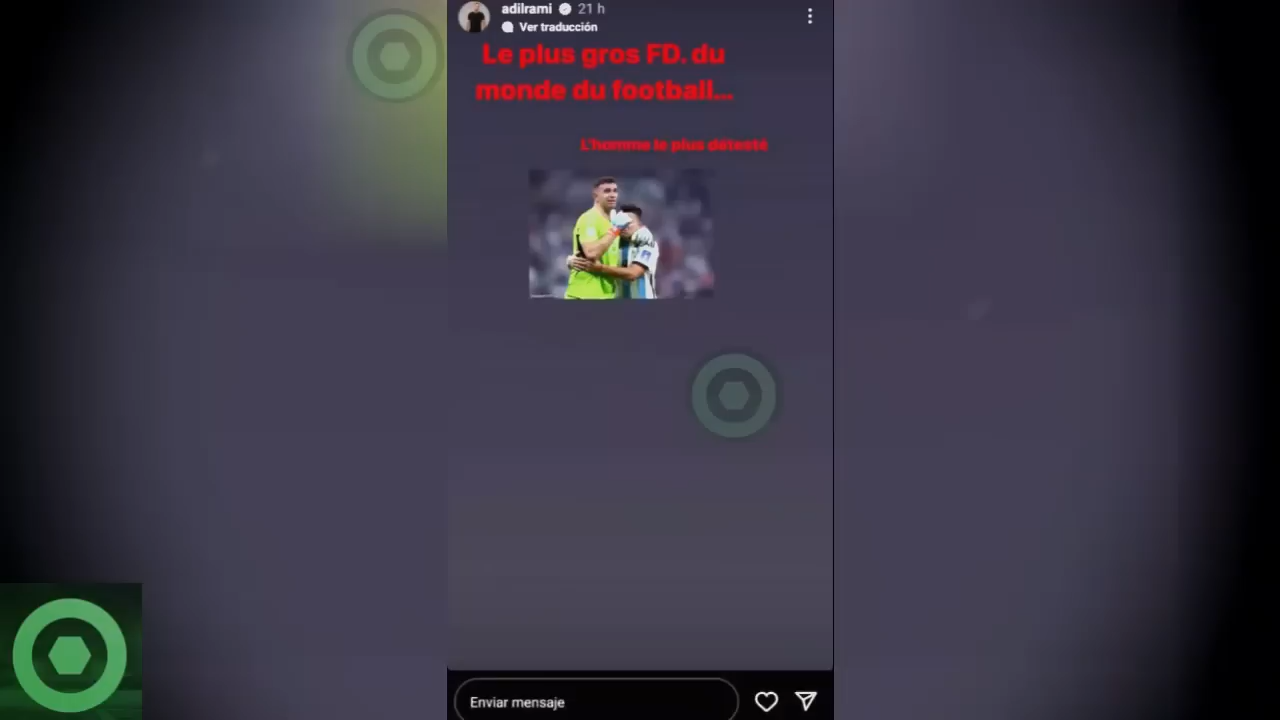 adilrami 21 h
Ver traducción
Le plus gros FD. du
monde du football...
L'homme le plus détesté
Enviar mensaje